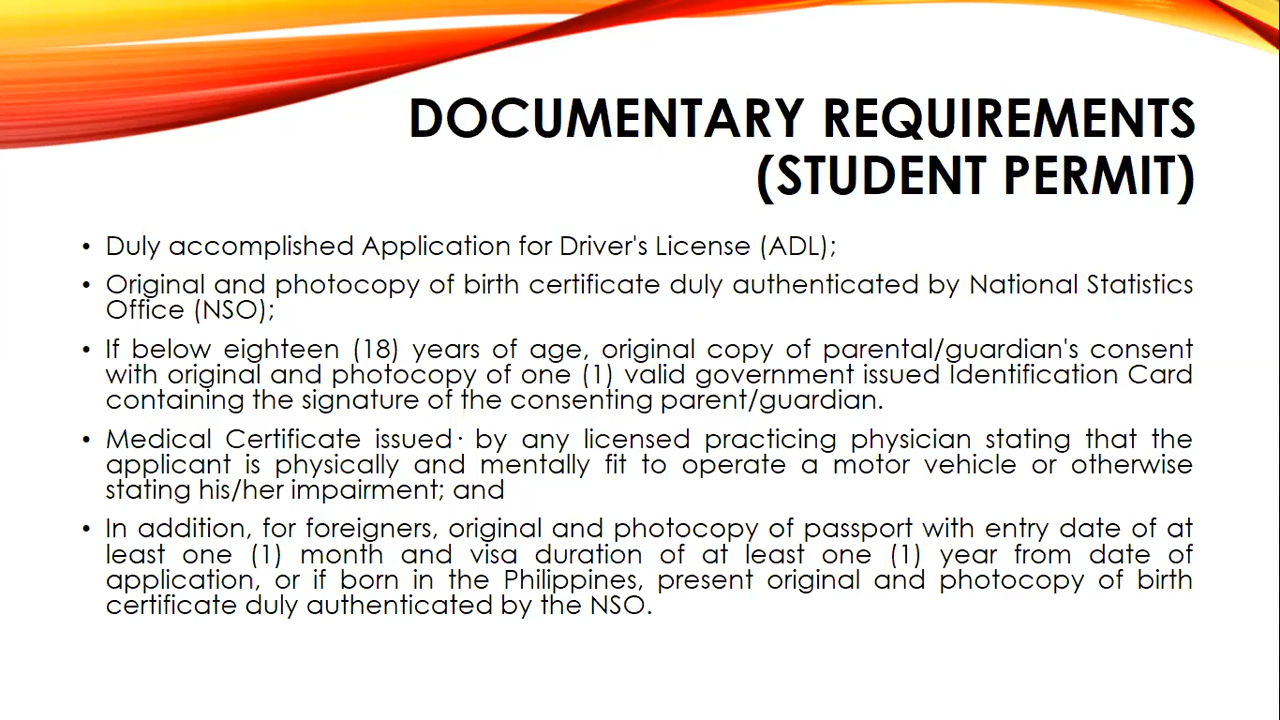 DOCUMENTARY REQUIREMENTS
(STUDENT PERMIT)
• Duly accomplished Application for Driver's License (ADL);
• Original and photocopy of birth certificate duly authenticated by National Statistics
Office (NSO);
• If below eighteen (18) years of age, original copy of parental/guardian's consent
with original and photocopy of one (1) valid government issued Identification Card
containing the signature of the consenting parent/guardian.
• Medical Certificate issued· by any licensed practicing physician stating that the
applicant is physically and mentally fit to operate a motor vehicle or otherwise
stating his/her impairment; and
• In addition, for foreigners, original and photocopy of passport with entry date of at
least one (1) month and visa duration of at least one (1) year from date of
application, or if born in the Philippines, present original and photocopy of birth
certificate duly authenticated by the NSO.